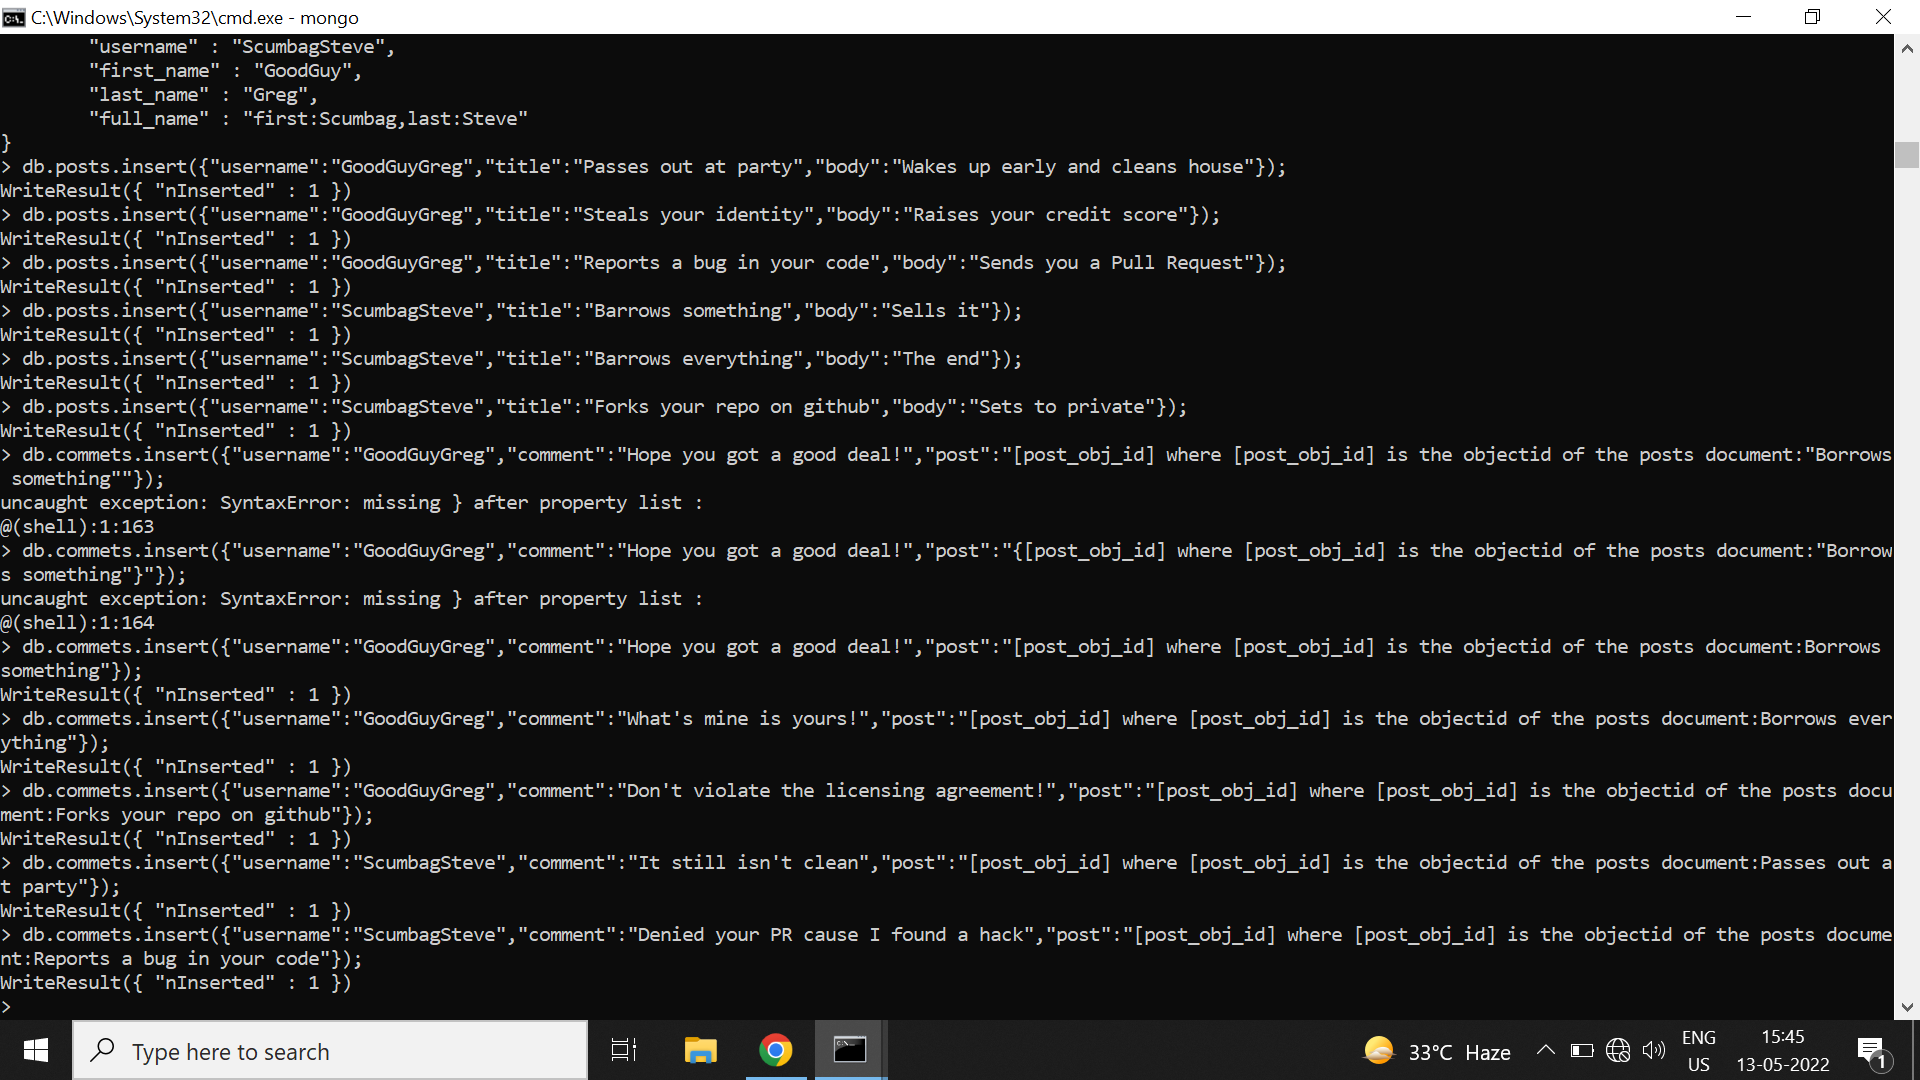 C:\Windows\System32\cmd.exe - mongo
"username" : "ScumbagSteve",
"first_name" : "GoodGuy",
"last_name" : "Greg",
"full_name" : "first:Scumbag,last:Steve"
}
> db.posts.insert({"username":"GoodGuyGreg","title":"Passes out at party","body":"Wakes up early and cleans house"});
WriteResult({ "nInserted" : 1 })
> db.posts.insert({"username":"GoodGuyGreg","title":"Steals your identity","body":"Raises your credit score"});
WriteResult({ "nInserted" : 1 })
> db.posts.insert({"username":"GoodGuyGreg","title":"Reports a bug in your code","body":"Sends you a Pull Request"});
WriteResult({ "nInserted" : 1 })
> db.posts.insert({"username":"ScumbagSteve","title":"Barrows something","body":"Sells it"});
WriteResult({ "nInserted" : 1 })
> db.posts.insert({"username":"ScumbagSteve","title":"Barrows everything","body":"The end"});
WriteResult({ "nInserted" : 1 })
> db.posts.insert({"username":"ScumbagSteve","title":"Forks your repo on github","body":"Sets to private"});
WriteResult({ "nInserted" : 1 })
> db.commets.insert({"username":"GoodGuyGreg","comment":"Hope you got a good deal!","post":"[post_obj_id] where [post_obj_id] is the objectid of the posts document:"Borrows
 something""});
uncaught exception: SyntaxError: missing } after property list :
@(shell):1:163
> db.commets.insert({"username":"GoodGuyGreg","comment":"Hope you got a good deal!","post":"{[post_obj_id] where [post_obj_id] is the objectid of the posts document:"Borrow
s something"}"});
uncaught exception: SyntaxError: missing } after property list :
@(shell):1:164
> db.commets.insert({"username":"GoodGuyGreg","comment":"Hope you got a good deal!","post":"[post_obj_id] where [post_obj_id] is the objectid of the posts document:Borrows
something"});
WriteResult({ "nInserted" : 1 })
> db.commets.insert({"username":"GoodGuyGreg","comment":"What's mine is yours!","post":"[post_obj_id] where [post_obj_id] is the objectid of the posts document:Borrows ever
ything"});
WriteResult({ "nInserted" : 1 })
> db.commets.insert({"username":"GoodGuyGreg","comment":"Don't violate the licensing agreement!","post":"[post_obj_id] where [post_obj_id] is the objectid of the posts docu
ment:Forks your repo on github"});
WriteResult({ "nInserted" : 1 })
> db.commets.insert({"username":"ScumbagSteve","comment":"It still isn't clean","post":"[post_obj_id] where [post_obj_id] is the objectid of the posts document:Passes out a
t party"});
WriteResult({ "nInserted" : 1 })
> db.commets.insert({"username":"ScumbagSteve","comment":"Denied your PR cause I found a hack","post":"[post_obj_id] where [post_obj_id] is the objectid of the posts docume
nt:Reports a bug in your code"});
WriteResult({ "nInserted" : 1 })
>
Type here to search
33°C Haze
ENG
US
15:45
13-05-2022
1